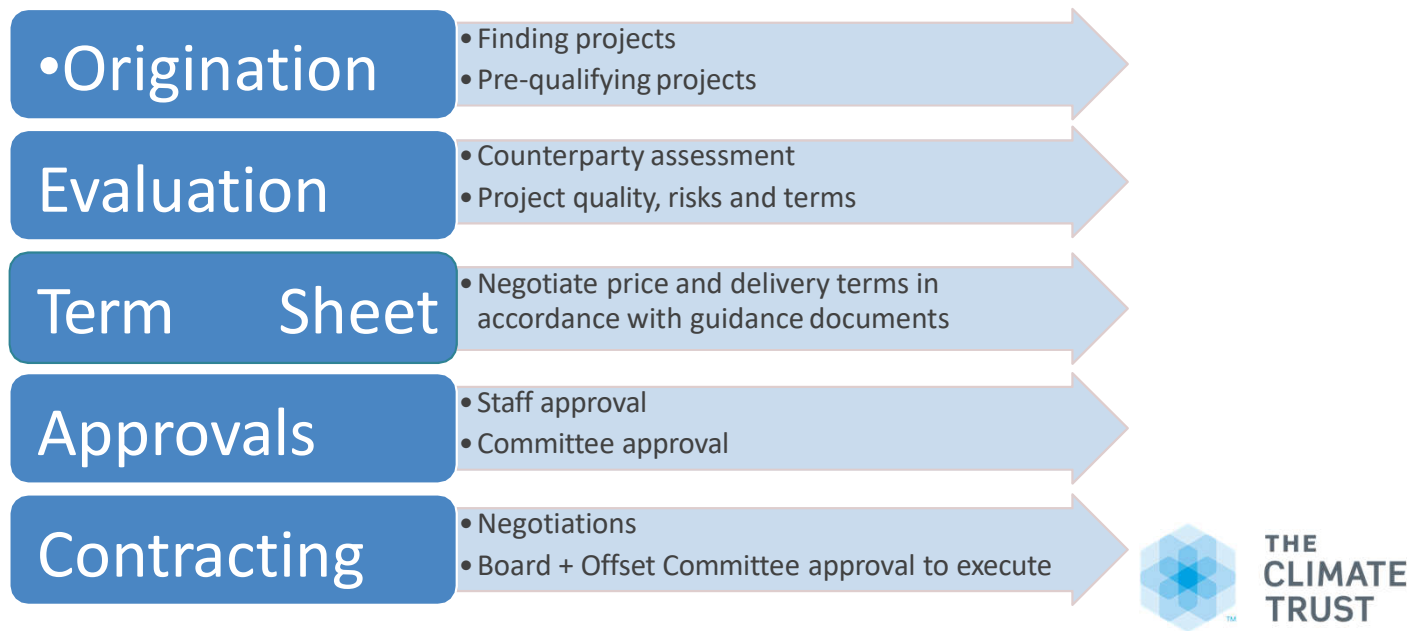 •Origination
• Finding projects
• Pre-qualifying projects
Evaluation
• Counterparty assessment
• Project quality, risks and terms
Term Sheet
• Negotiate price and delivery terms in
accordance with guidance documents
Approvals
• Staff approval
• Committee approval
Contracting
• Negotiations
• Board + Offset Committee approval to execute
THE
CLIMATE
TRUST
TM